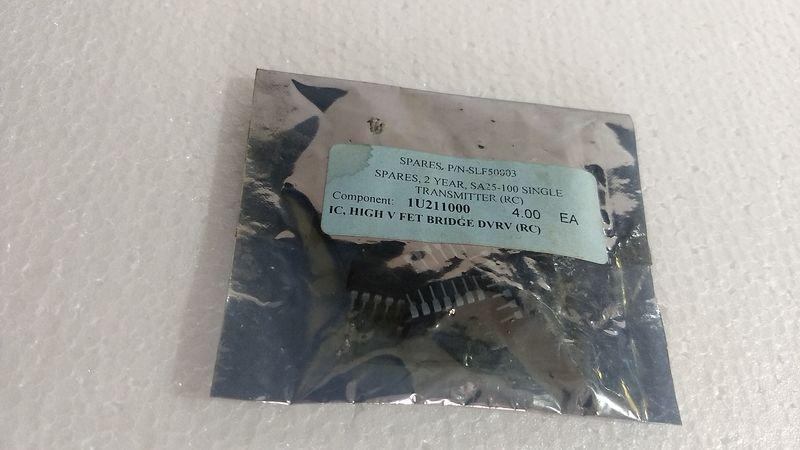 SPARES, P/N-SLF50003
SPARES, 2 YEAR, SA25-100 SINGLE
TRANSMITTER (RC)
Component: 1U211000 4.00 EA
IC, HIGH V FET BRIDGE DVRV (RC)